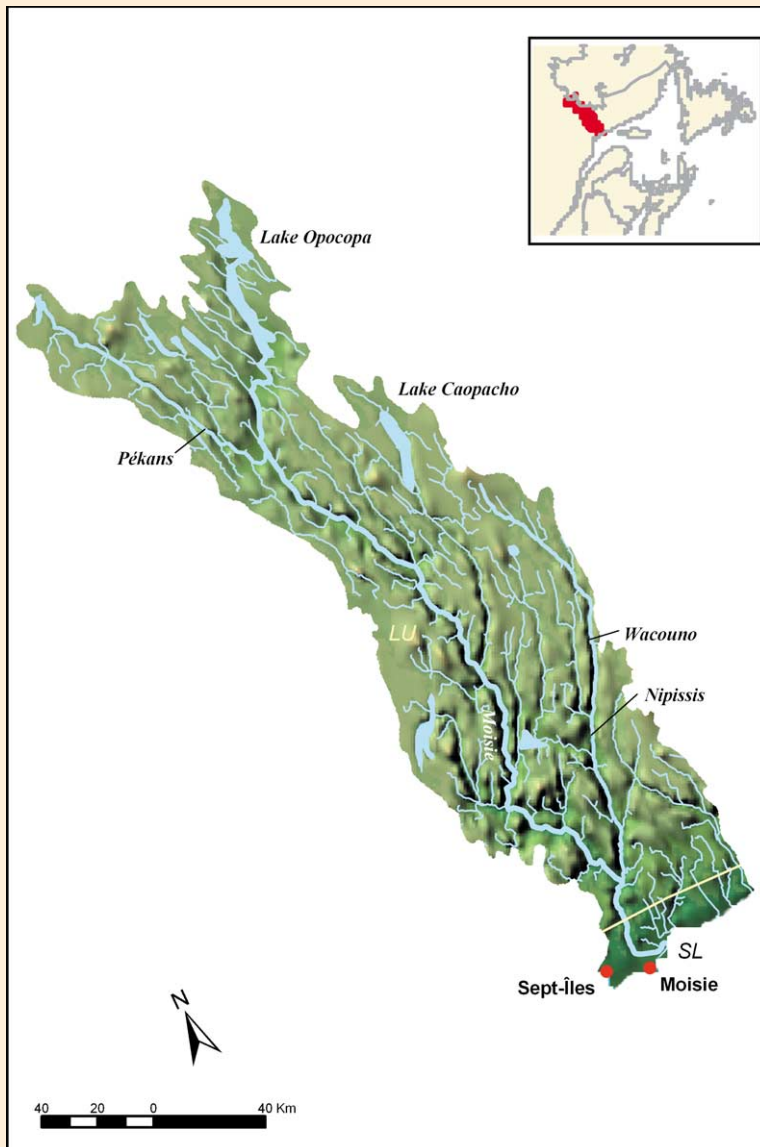 Lake Opocopa
Lake Caopacho
Pékans
LU
Wacouno
Nipissis
Moisie
SL
Sept-Îles
Moisie
N
40 20 0 40 Km